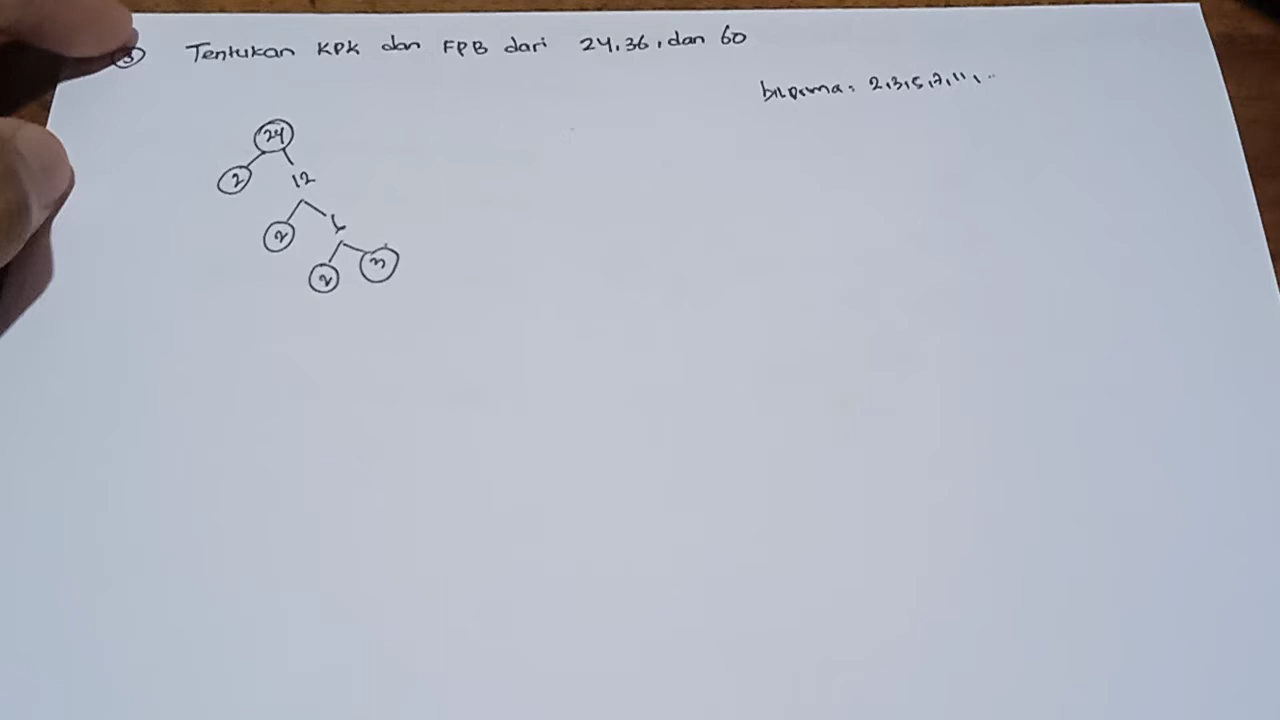 3 Tentukan KPK dan FPB dari 24, 36, dan 60
bil prima = 2, 3, 5, 7, 11, ..
24
2 12
2 6
2 3